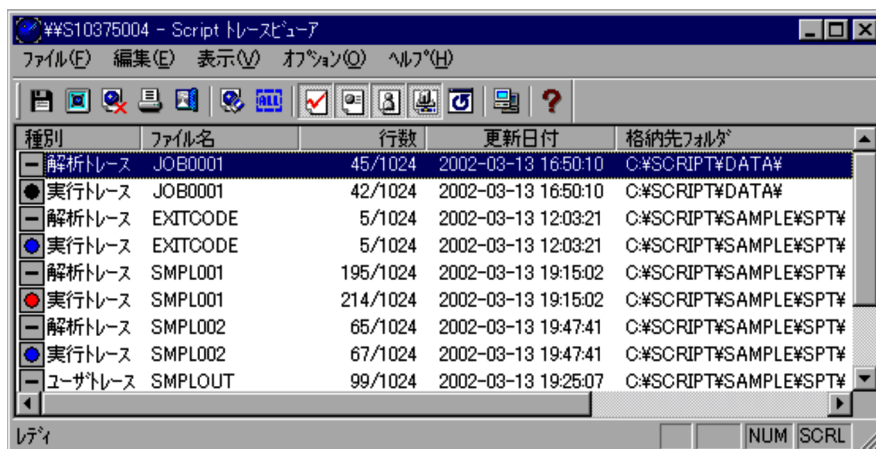 ¥¥S10375004 - Script ﾄﾚｰｽﾋﾞｭｰｱ
ﾌｧｲﾙ(F) 編集(E) 表示(V) ｵﾌﾟｼｮﾝ(O) ﾍﾙﾌﾟ(H)
ALL
種別 ﾌｧｲﾙ名 行数 更新日付 格納先ﾌｫﾙﾀﾞ
解析ﾄﾚｰｽ JOB0001 45/1024 2002-03-13 16:50:10 C:¥SCRIPT¥DATA¥
実行ﾄﾚｰｽ JOB0001 42/1024 2002-03-13 16:50:10 C:¥SCRIPT¥DATA¥
解析ﾄﾚｰｽ EXITCODE 5/1024 2002-03-13 12:03:21 C:¥SCRIPT¥SAMPLE¥SPT¥
実行ﾄﾚｰｽ EXITCODE 5/1024 2002-03-13 12:03:21 C:¥SCRIPT¥SAMPLE¥SPT¥
解析ﾄﾚｰｽ SMPL001 195/1024 2002-03-13 19:15:02 C:¥SCRIPT¥SAMPLE¥SPT¥
実行ﾄﾚｰｽ SMPL001 214/1024 2002-03-13 19:15:02 C:¥SCRIPT¥SAMPLE¥SPT¥
解析ﾄﾚｰｽ SMPL002 65/1024 2002-03-13 19:47:41 C:¥SCRIPT¥SAMPLE¥SPT¥
実行ﾄﾚｰｽ SMPL002 67/1024 2002-03-13 19:47:41 C:¥SCRIPT¥SAMPLE¥SPT¥
ﾕｰｻﾞﾄﾚｰｽ SMPLOUT 99/1024 2002-03-13 19:25:07 C:¥SCRIPT¥SAMPLE¥SPT¥
ﾚﾃﾞｨ NUM SCRL